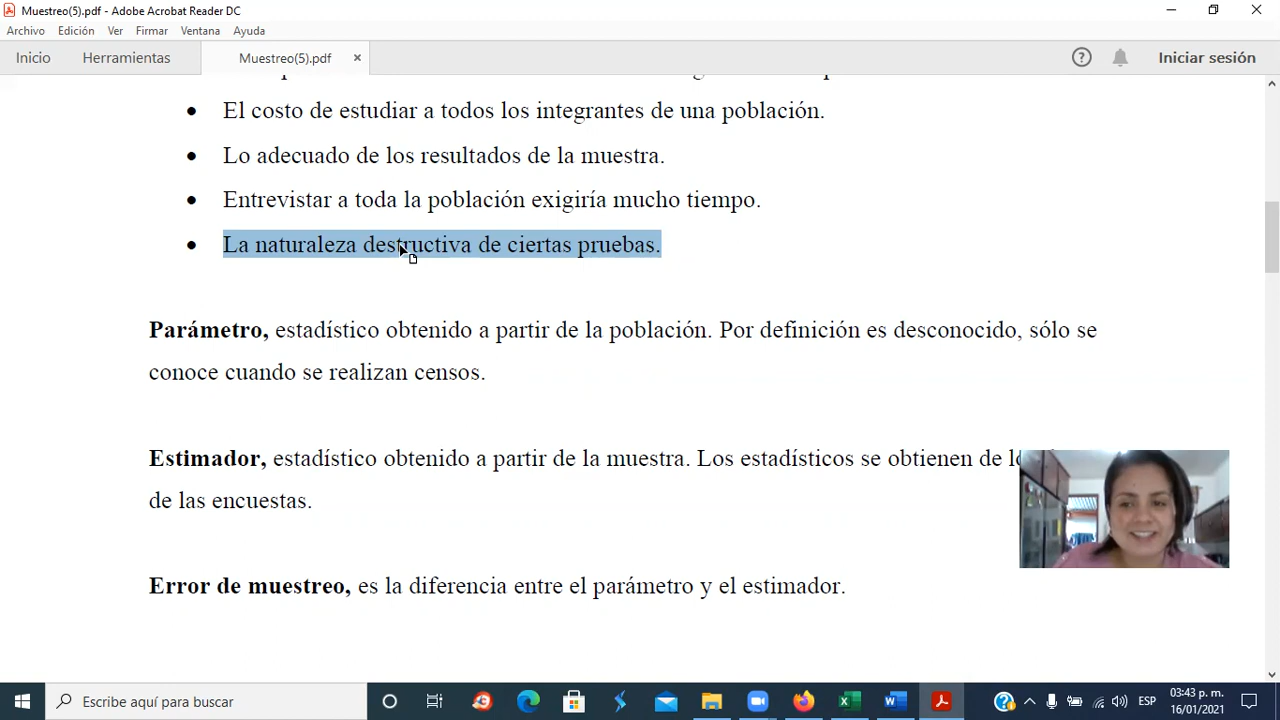 Muestreo(5).pdf - Adobe Acrobat Reader DC
Archivo Edición Ver Firmar Ventana Ayuda
Inicio Herramientas Muestreo(5).pdf × Iniciar sesión
• El costo de estudiar a todos los integrantes de una población.
• Lo adecuado de los resultados de la muestra.
• Entrevistar a toda la población exigiría mucho tiempo.
• La naturaleza destructiva de ciertas pruebas.
Parámetro, estadístico obtenido a partir de la población. Por definición es desconocido, sólo se
conoce cuando se realizan censos.
Estimador, estadístico obtenido a partir de la muestra. Los estadísticos se obtienen de
de las encuestas.
Error de muestreo, es la diferencia entre el parámetro y el estimador.
Escribe aquí para buscar
ESP
03:43 p. m.
16/01/2021